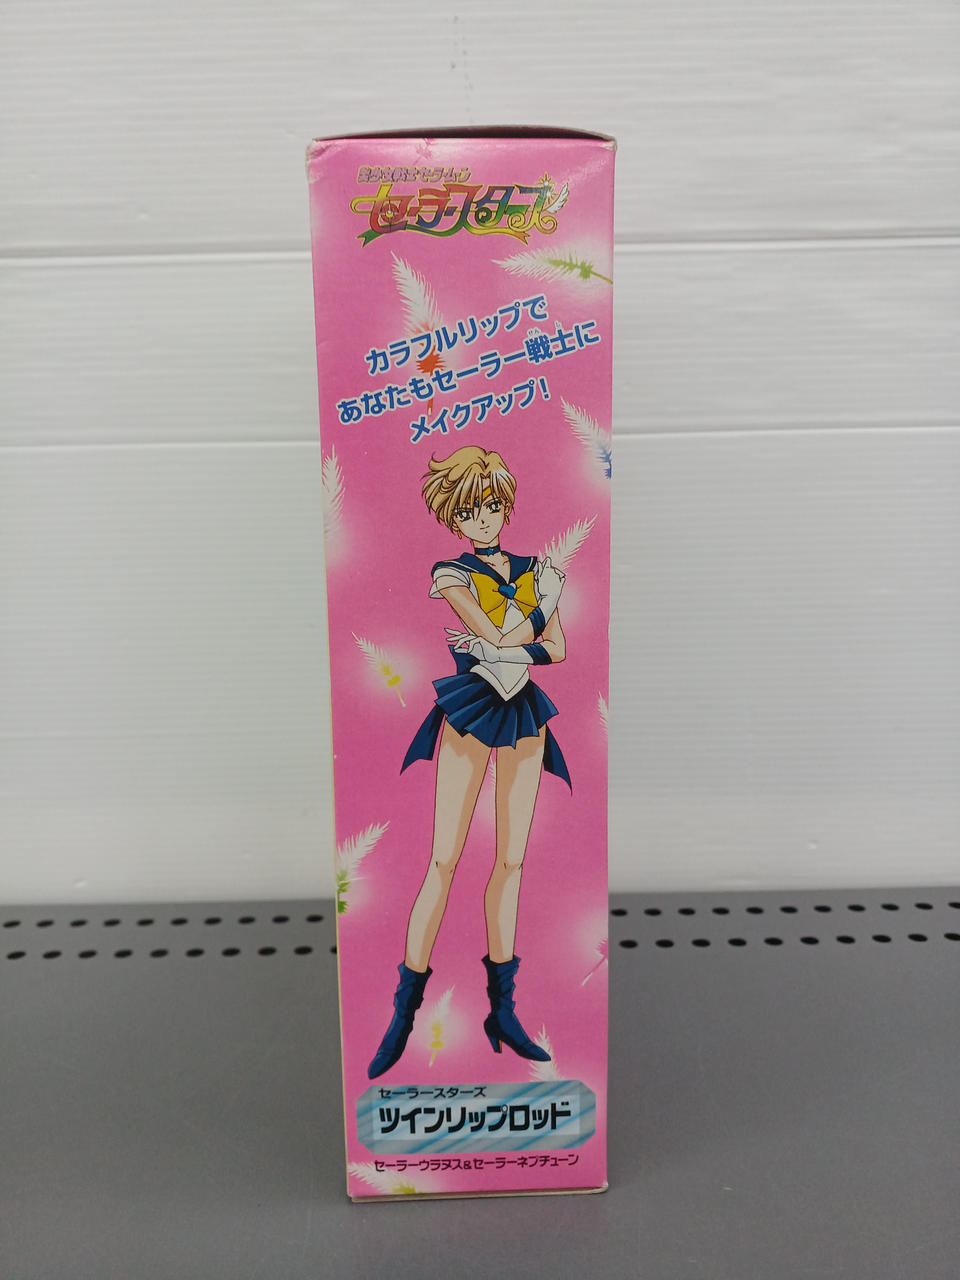 美少女戦士セーラームーン
セーラースターズ
カラフルリップで
あなたもセーラー戦士に
せん し
メイクアップ!
セーラースターズ
ツインリップロッド
セーラーウラヌス&セーラーネプチューン